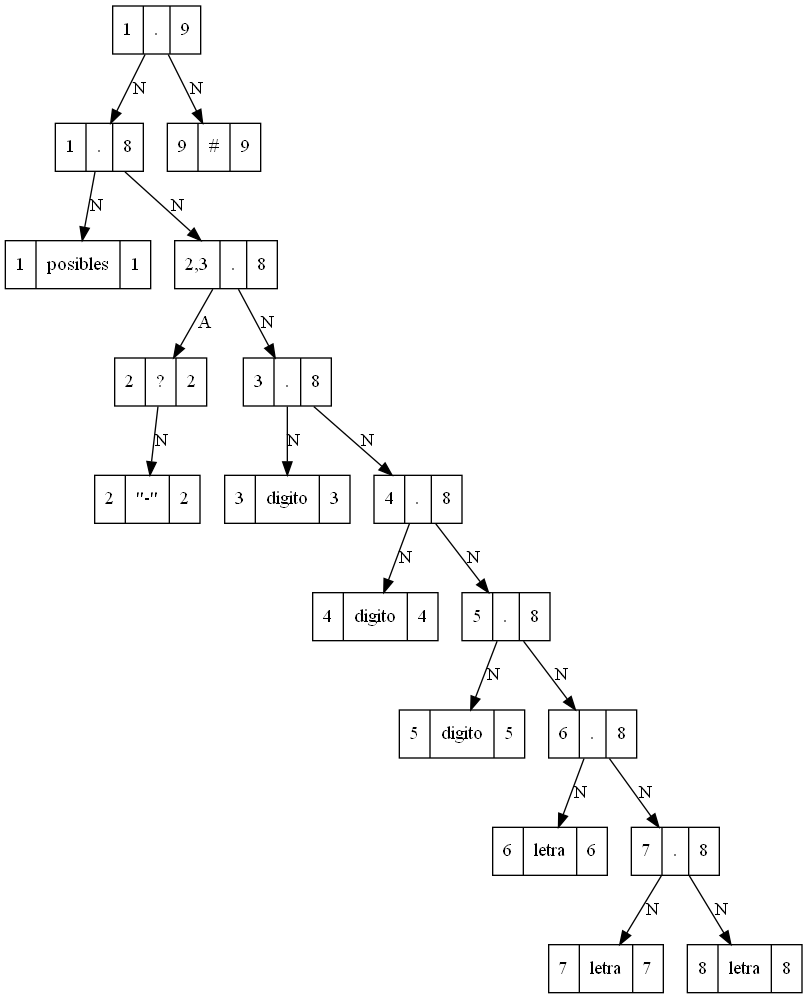 1 . 9
N N
1 . 8 9 # 9
N N
1 posibles 1 2,3 . 8
A N
2 ? 2 3 . 8
N N N
2 "-" 2 3 digito 3 4 . 8
N N
4 digito 4 5 . 8
N N
5 digito 5 6 . 8
N N
6 letra 6 7 . 8
N N
7 letra 7 8 letra 8